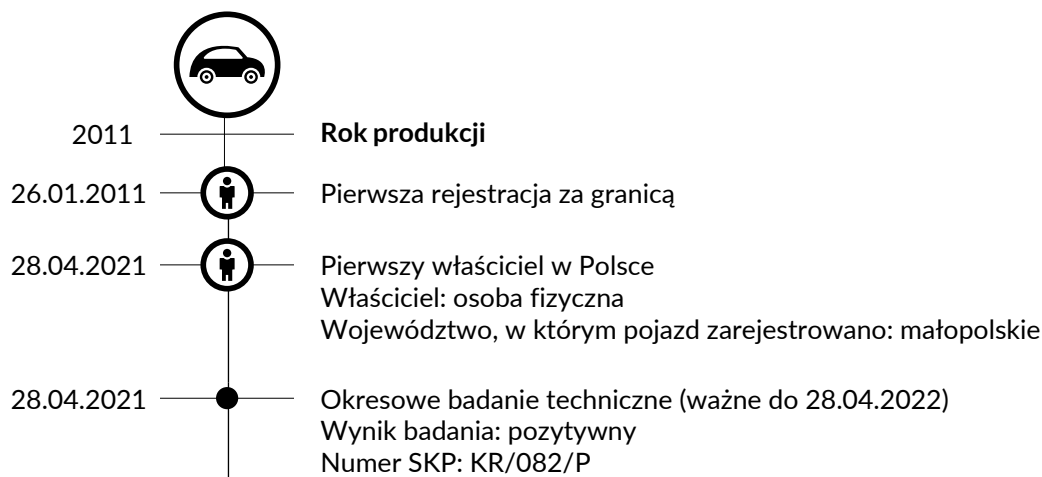 2011 Rok produkcji
26.01.2011 Pierwsza rejestracja za granicą
28.04.2021 Pierwszy właściciel w Polsce
Właściciel: osoba fizyczna
Województwo, w którym pojazd zarejestrowano: małopolskie
28.04.2021 Okresowe badanie techniczne (ważne do 28.04.2022)
Wynik badania: pozytywny
Numer SKP: KR/082/P